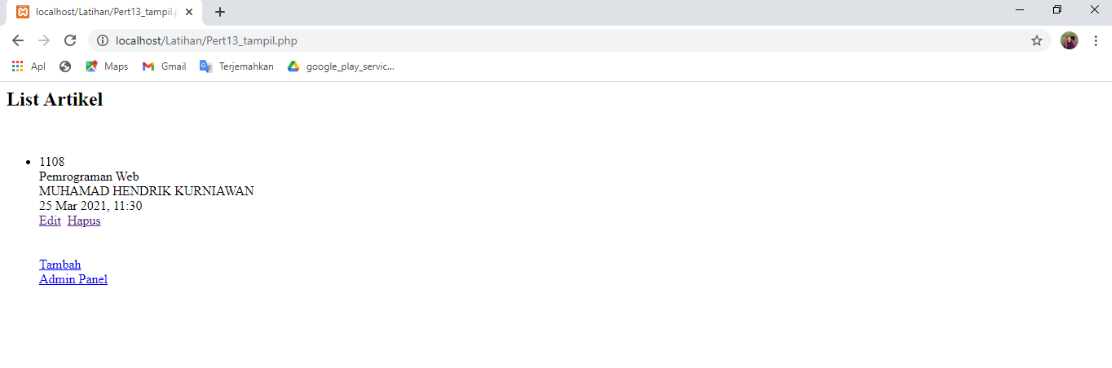 localhost/Latihan/Pert13_tampil.p
localhost/Latihan/Pert13_tampil.php
Apl Maps Gmail Terjemahkan google_play_servic...
List Artikel
1108
Pemrograman Web
MUHAMAD HENDRIK KURNIAWAN
25 Mar 2021, 11:30
Edit Hapus
Tambah
Admin Panel